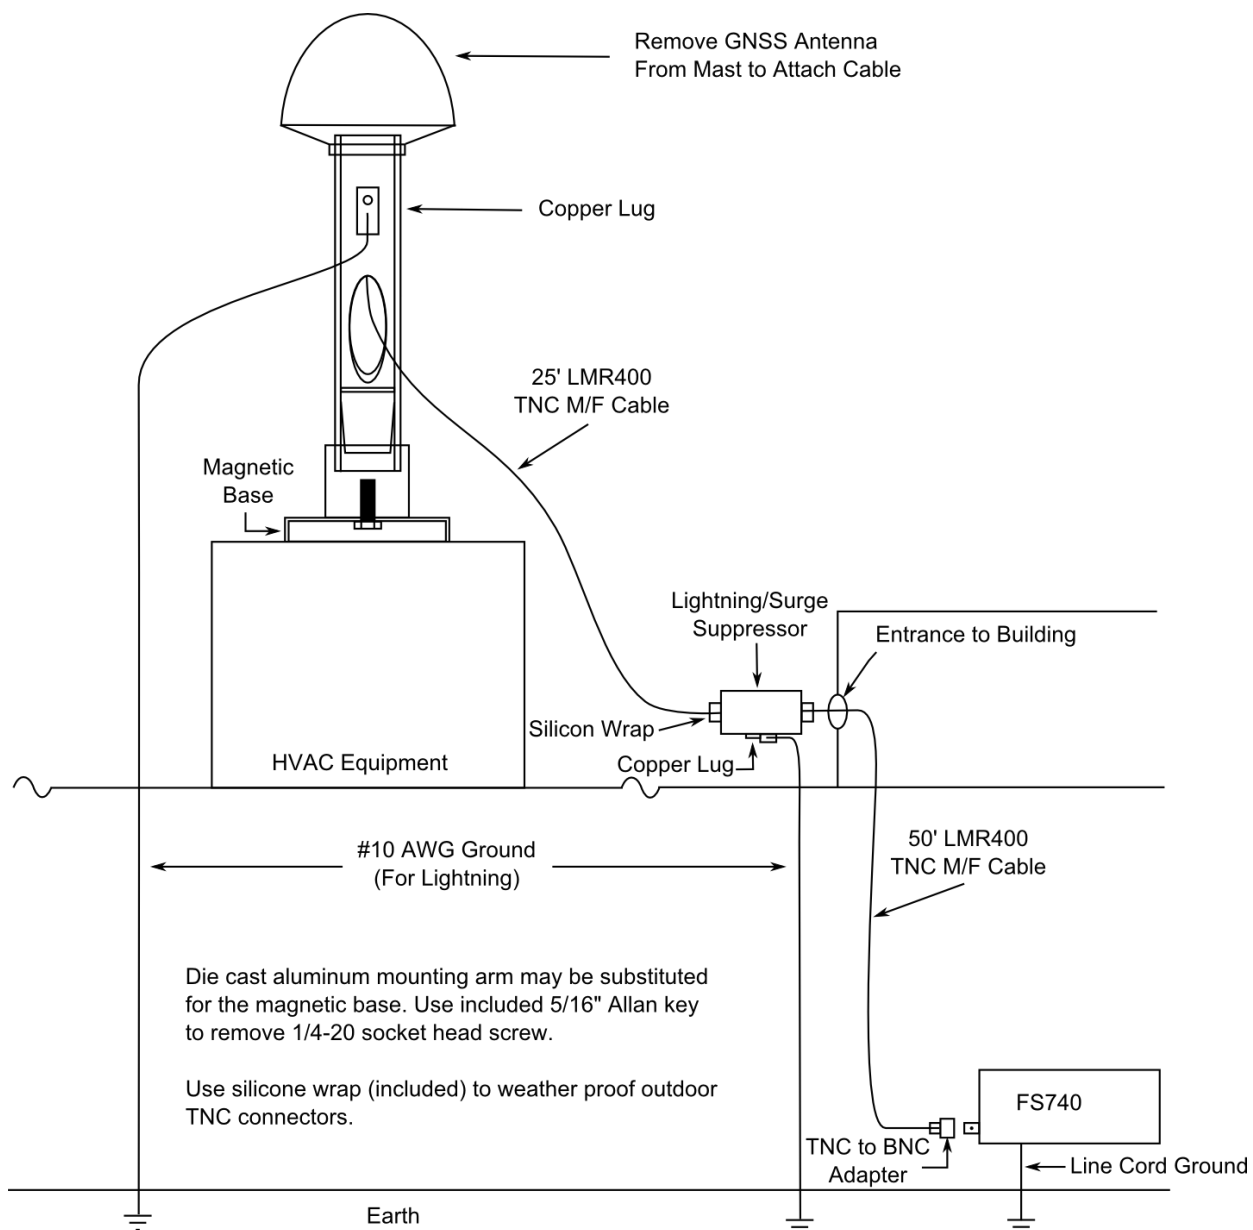 Remove GNSS Antenna
From Mast to Attach Cable
Copper Lug
25' LMR400
TNC M/F Cable
Magnetic
Base
Lightning/Surge
Suppressor
Entrance to Building
Silicon Wrap
Copper Lug
HVAC Equipment
#10 AWG Ground
(For Lightning)
50' LMR400
TNC M/F Cable
Die cast aluminum mounting arm may be substituted
for the magnetic base. Use included 5/16" Allan key
to remove 1/4-20 socket head screw.
Use silicone wrap (included) to weather proof outdoor
TNC connectors.
FS740
TNC to BNC
Adapter
Line Cord Ground
Earth